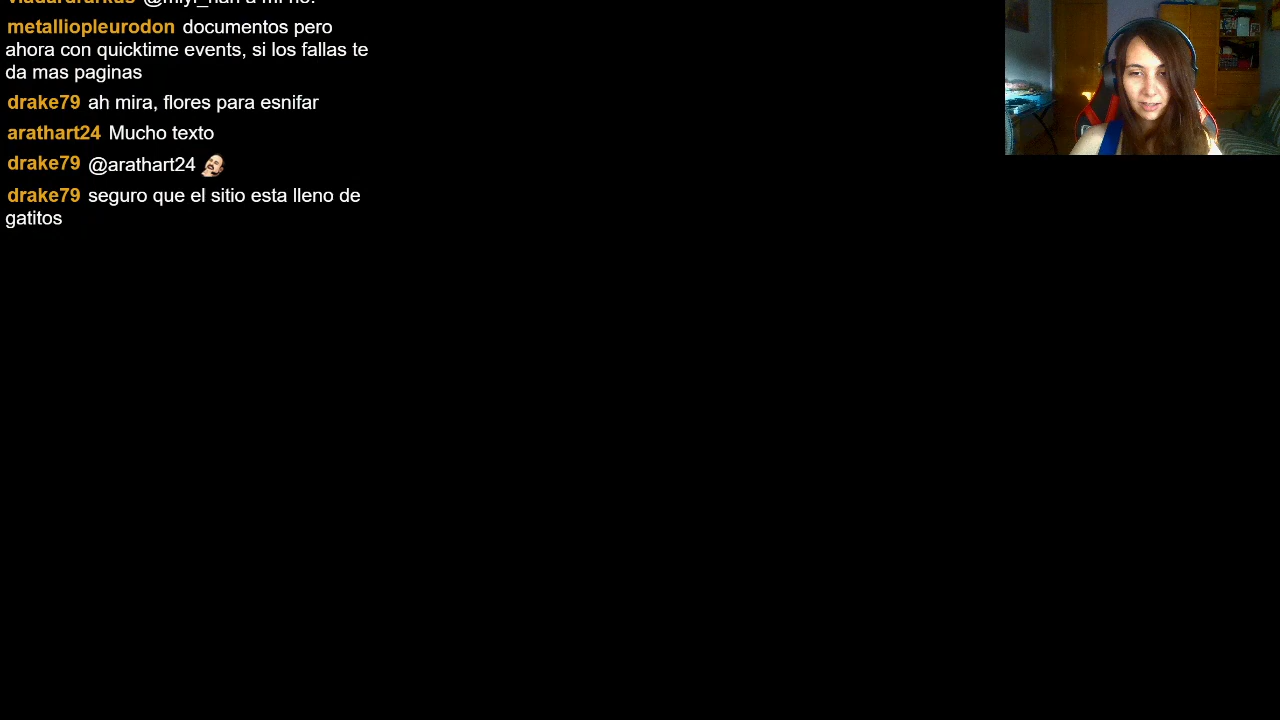 metalliopleurodon documentos pero
ahora con quicktime events, si los fallas te
da mas paginas
drake79 ah mira, flores para esnifar
arathart24 Mucho texto
drake79 @arathart24
drake79 seguro que el sitio esta lleno de
gatitos